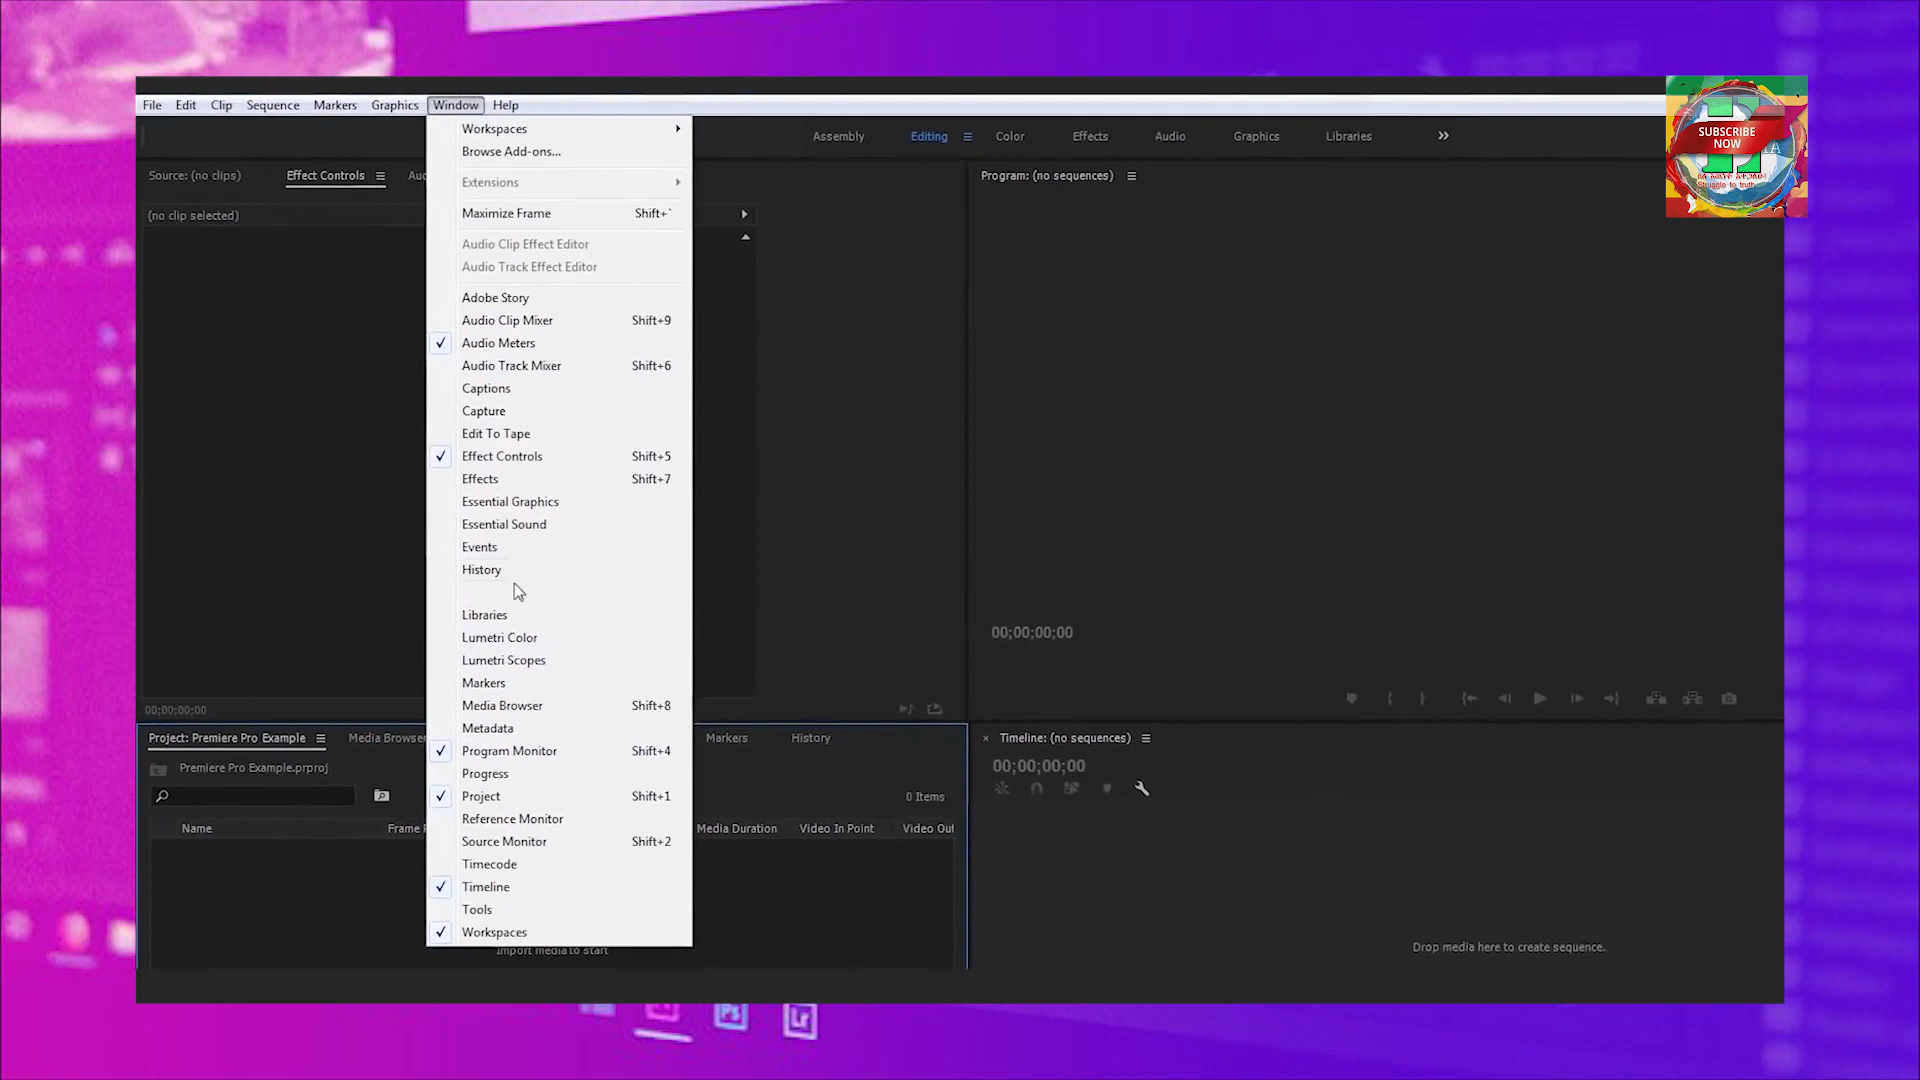 File Edit Clip Sequence Markers Graphics Window Help
SUBSCRIBE
NOW
Struggle to truth
Assembly Editing Color Effects Audio Graphics Libraries
Source: (no clips) Effect Controls
Program: (no sequences)
(no clip selected)
Workspaces
Browse Add-ons...
Extensions
Maximize Frame Shift+`
Audio Clip Effect Editor
Audio Track Effect Editor
Adobe Story
Audio Clip Mixer Shift+9
Audio Meters
Audio Track Mixer Shift+6
Captions
Capture
Edit To Tape
Effect Controls Shift+5
Effects Shift+7
Essential Graphics
Essential Sound
Events
History
Libraries
Lumetri Color
Lumetri Scopes
Markers
Media Browser Shift+8
Metadata
Program Monitor Shift+4
Progress
Project Shift+1
Reference Monitor
Source Monitor Shift+2
Timecode
Timeline
Tools
Workspaces
00;00;00;00
00;00;00;00
Project: Premiere Pro Example Media Browser Markers History
Premiere Pro Example.prproj
0 Items
Name Frame Media Duration Video In Point Video Out
Import media to start
Timeline: (no sequences)
00;00;00;00
Drop media here to create sequence.
Ps Lr